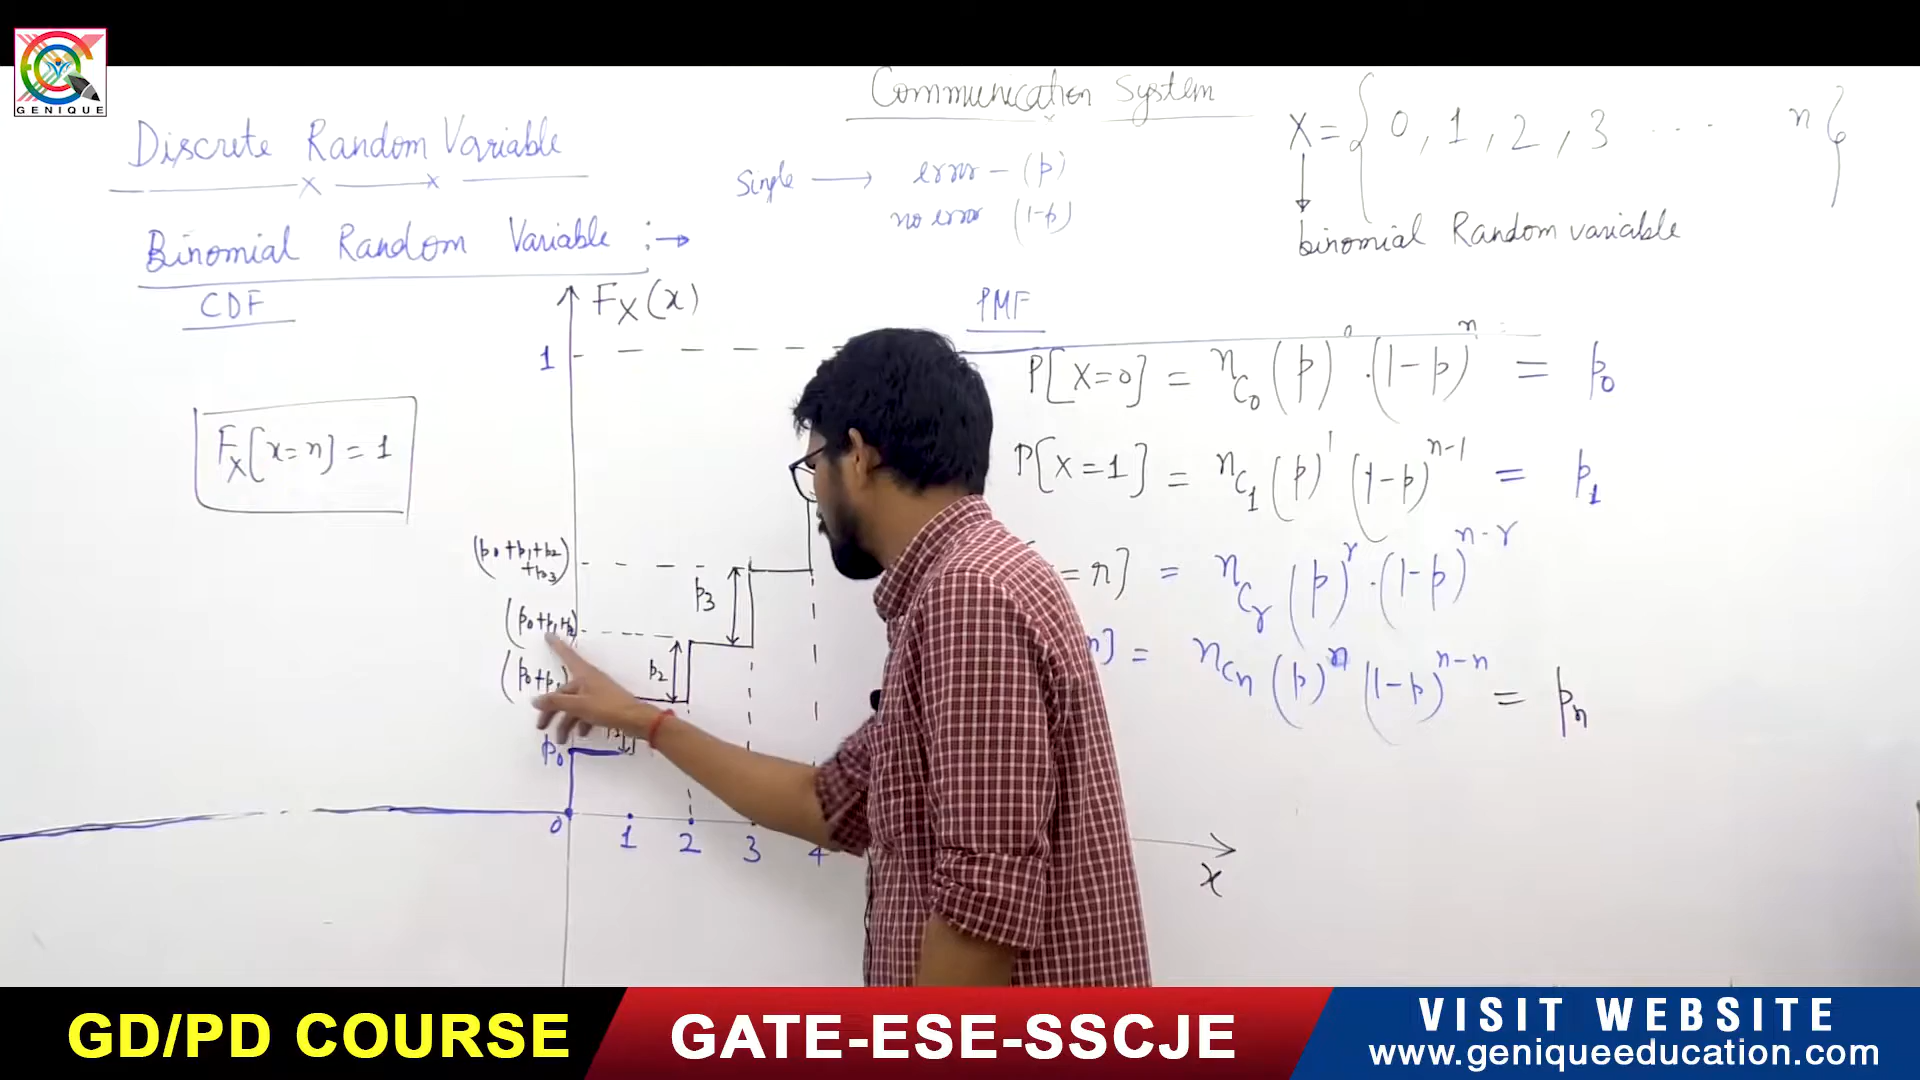 GENIQUE
Communication System
Discrete Random Variable
Single → error - (p)
no error (1-p)
X = { 0, 1, 2, 3 ... n }
binomial Random variable
Binomial Random Variable :→
CDF
F_X(x)
1
F_X[x=n] = 1
(p0+p1+p2
+p3)
(p0+p1+p2)
(p0+p1)
p0
p3
p2
0 1 2 3 4
x
PMF
P[X=0] = nC0 (p)^0 . (1-p)^n = p0
P[X=1] = nC1 (p)^1 (1-p)^n-1 = p1
= r] = nCr (p)^r . (1-p)^n-r
n] = nCn (p)^n (1-p)^n-n = pn
GD/PD COURSE
GATE-ESE-SSCJE
VISIT WEBSITE
www.geniqueeducation.com